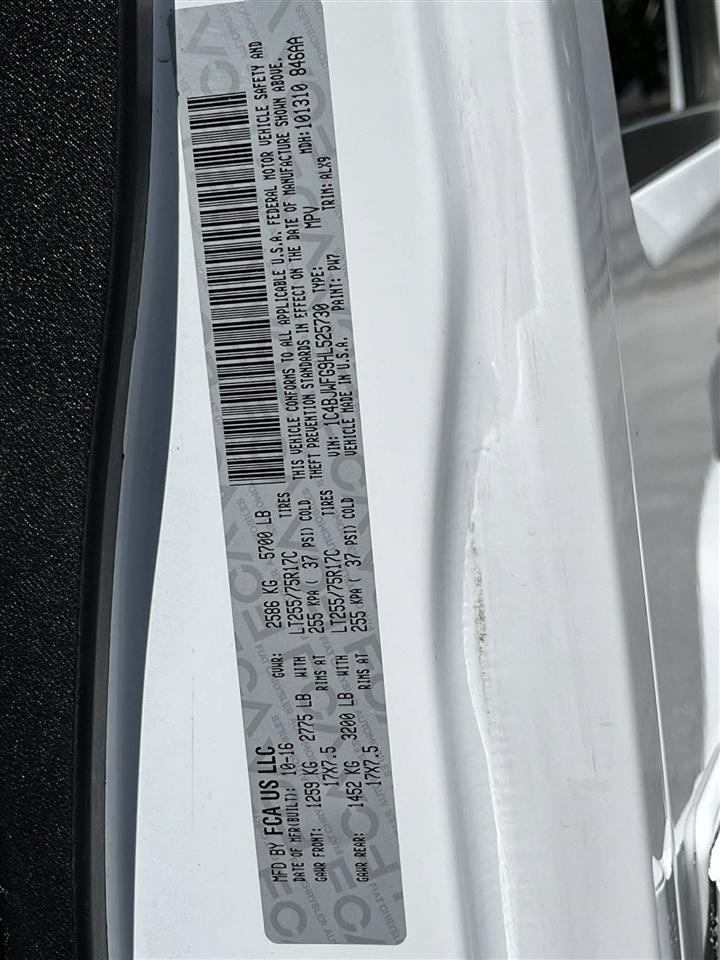 MFD BY FCA US LLC
DATE OF MFR(BUILT): 10-16 GVWR: 2586 KG 5700 LB
GAWR FRONT: 1259 KG 2775 LB WITH LT255/75R17C TIRES
17X7.5 RIMS AT 255 KPA ( 37 PSI) COLD
GAWR REAR: 1452 KG 3200 LB WITH LT255/75R17C TIRES
17X7.5 RIMS AT 255 KPA ( 37 PSI) COLD
THIS VEHICLE CONFORMS TO ALL APPLICABLE U.S.A. FEDERAL MOTOR VEHICLE SAFETY AND
THEFT PREVENTION STANDARDS IN EFFECT ON THE DATE OF MANUFACTURE SHOWN ABOVE.
VIN: 1C4BJWFG9HL525730 TYPE: MPV MDH:101310 846AA
VEHICLE MADE IN U.S.A. PAINT: PW7 TRIM: ALX9